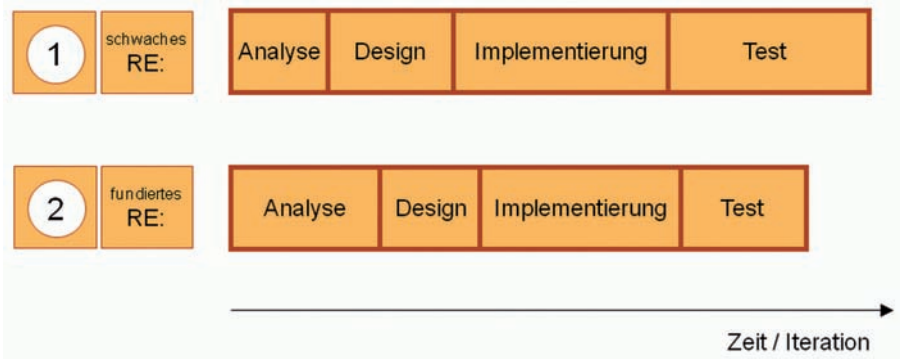 1
schwaches
RE:
Analyse
Design
Implementierung
Test
2
fundiertes
RE:
Analyse
Design
Implementierung
Test
Zeit / Iteration